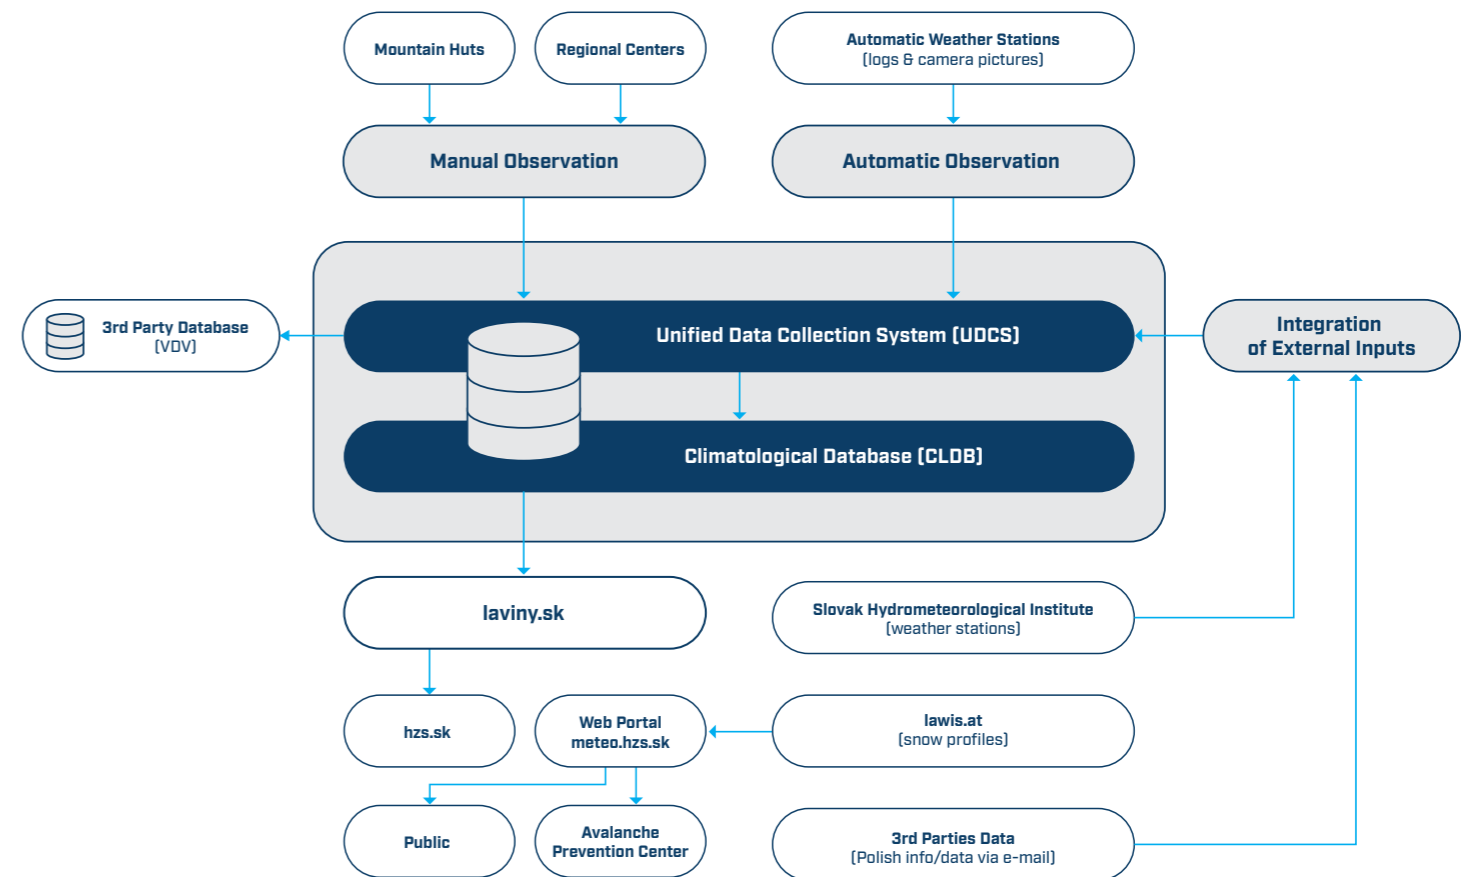 Mountain Huts
Regional Centers
Automatic Weather Stations
(logs & camera pictures)
Manual Observation
Automatic Observation
3rd Party Database
(VDV)
Unified Data Collection System (UDCS)
Integration
of External Inputs
Climatological Database (CLDB)
laviny.sk
Slovak Hydrometeorological Institute
(weather stations)
hzs.sk
Web Portal
meteo.hzs.sk
lawis.at
(snow profiles)
Public
Avalanche
Prevention Center
3rd Parties Data
(Polish info/data via e-mail)